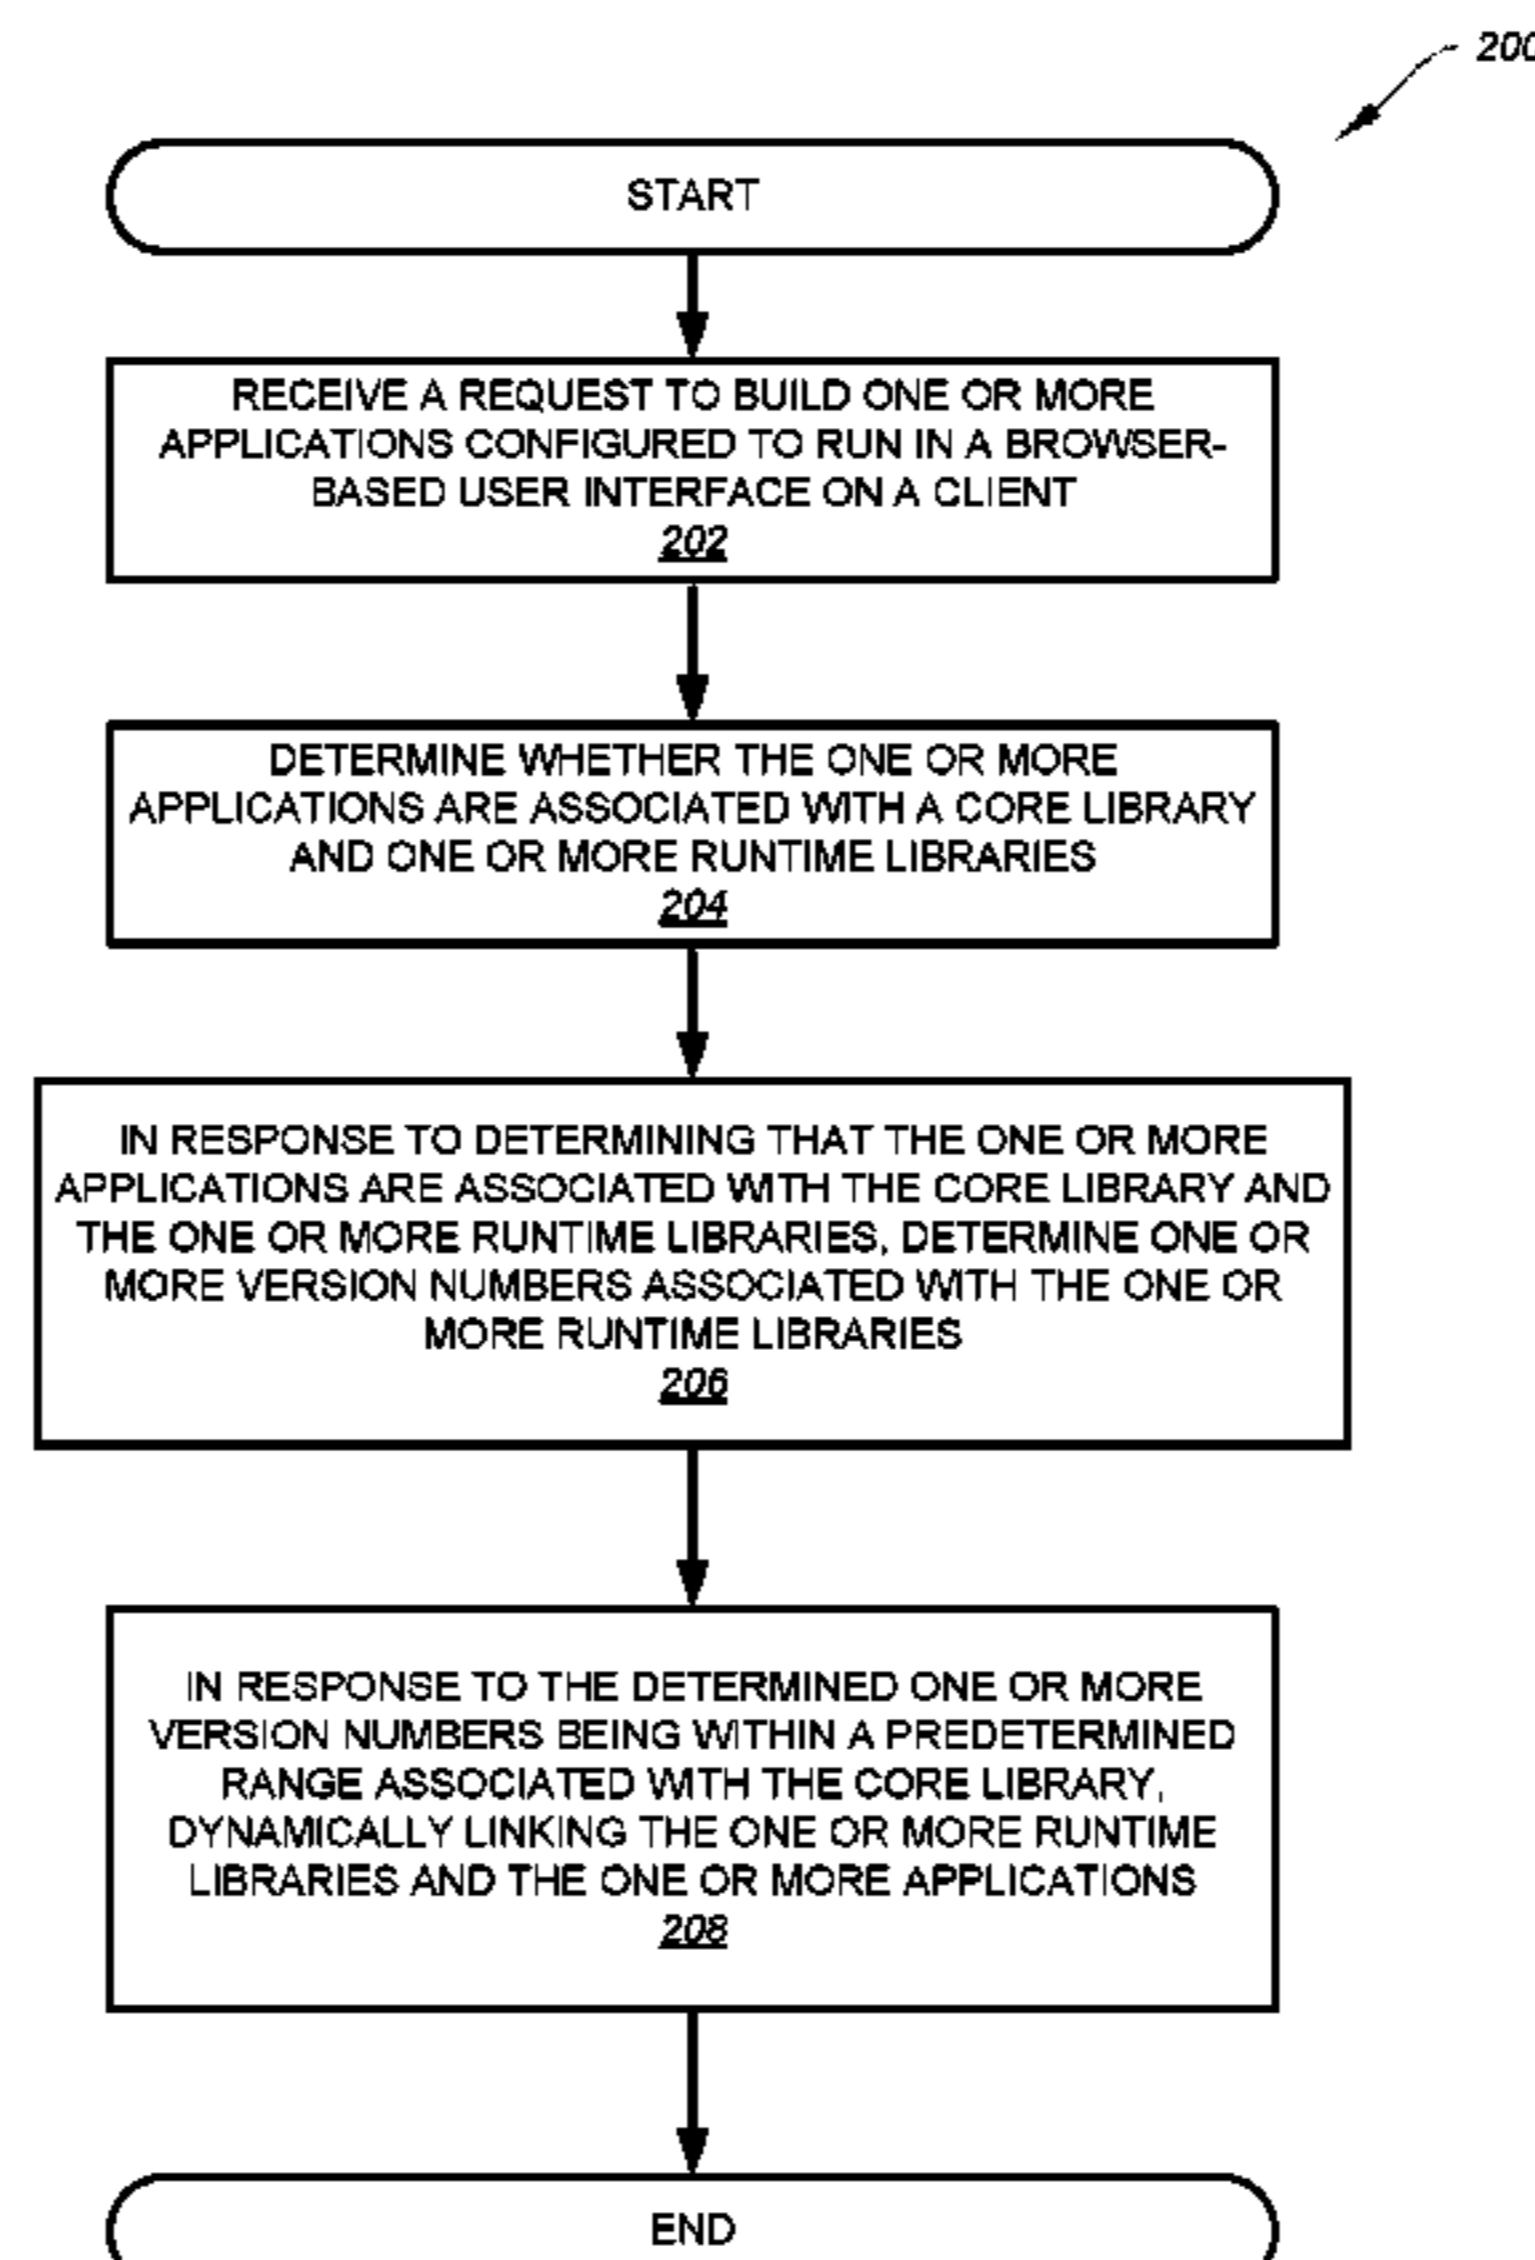 200
START
RECEIVE A REQUEST TO BUILD ONE OR MORE
APPLICATIONS CONFIGURED TO RUN IN A BROWSER-
BASED USER INTERFACE ON A CLIENT
202
DETERMINE WHETHER THE ONE OR MORE
APPLICATIONS ARE ASSOCIATED WITH A CORE LIBRARY
AND ONE OR MORE RUNTIME LIBRARIES
204
IN RESPONSE TO DETERMINING THAT THE ONE OR MORE
APPLICATIONS ARE ASSOCIATED WITH THE CORE LIBRARY AND
THE ONE OR MORE RUNTIME LIBRARIES, DETERMINE ONE OR
MORE VERSION NUMBERS ASSOCIATED WITH THE ONE OR
MORE RUNTIME LIBRARIES
206
IN RESPONSE TO THE DETERMINED ONE OR MORE
VERSION NUMBERS BEING WITHIN A PREDETERMINED
RANGE ASSOCIATED WITH THE CORE LIBRARY,
DYNAMICALLY LINKING THE ONE OR MORE RUNTIME
LIBRARIES AND THE ONE OR MORE APPLICATIONS
208
END